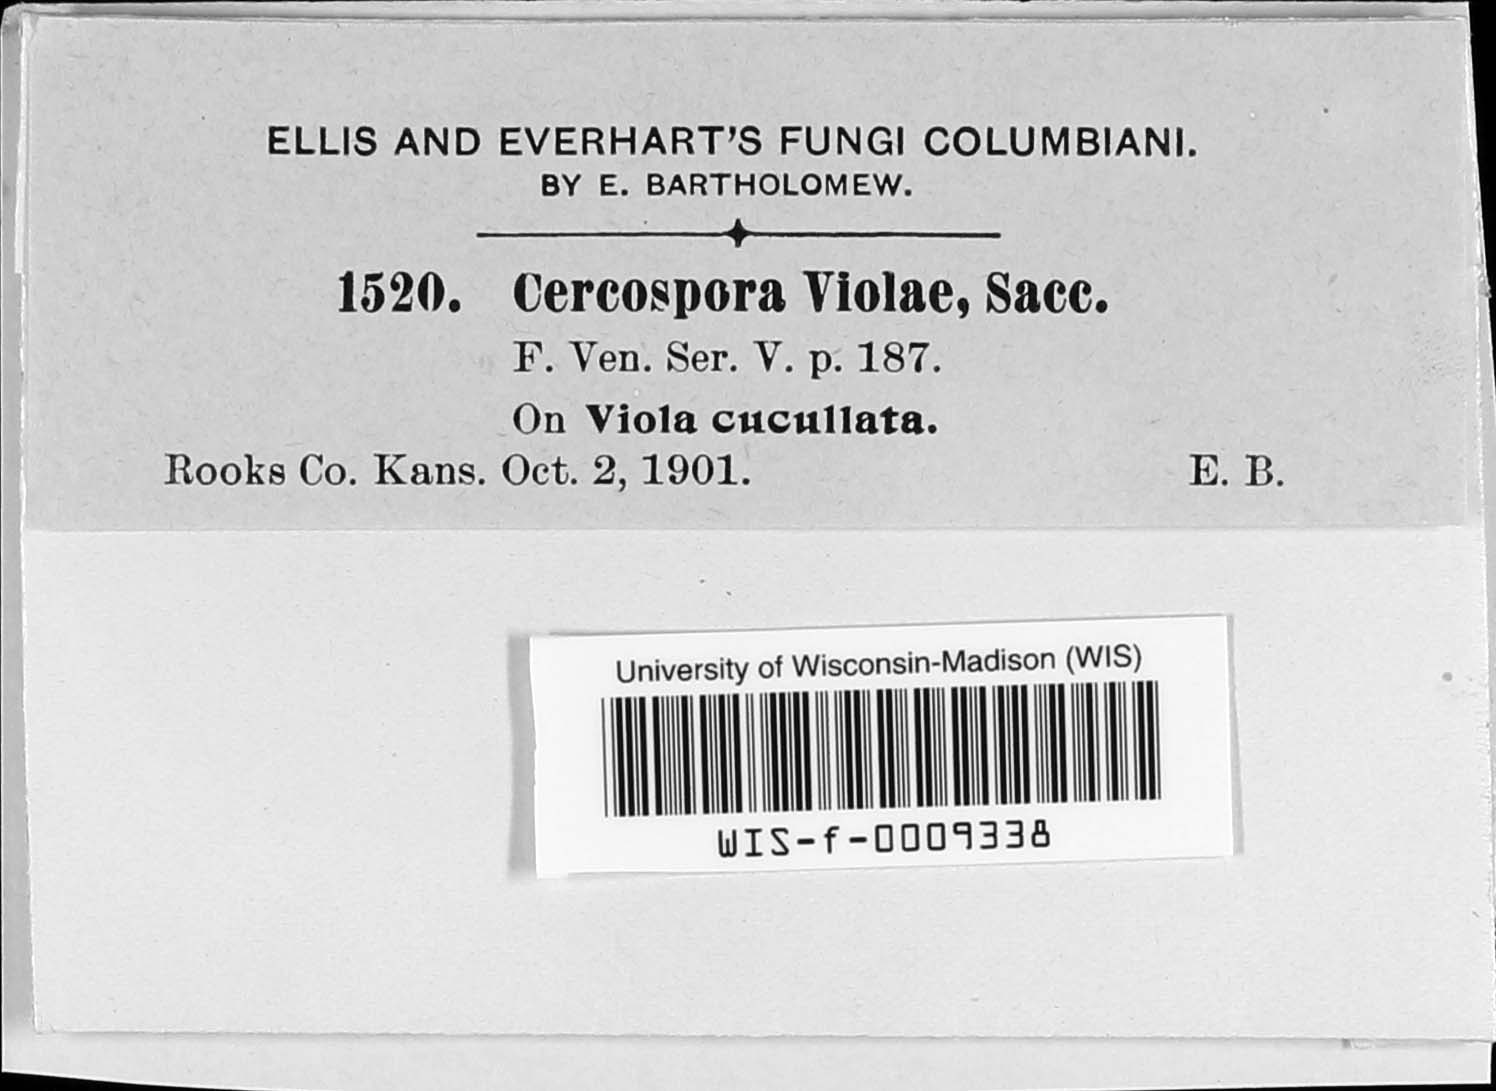 ELLIS AND EVERHART'S FUNGI COLUMBIANI.
BY E. BARTHOLOMEW.
1520. Cercospora Violae, Sacc.
F. Ven. Ser. V. p. 187.
On Viola cucullata.
Rooks Co. Kans. Oct. 2, 1901. E. B.
University of Wisconsin-Madison (WIS)
WIS-f-0009338